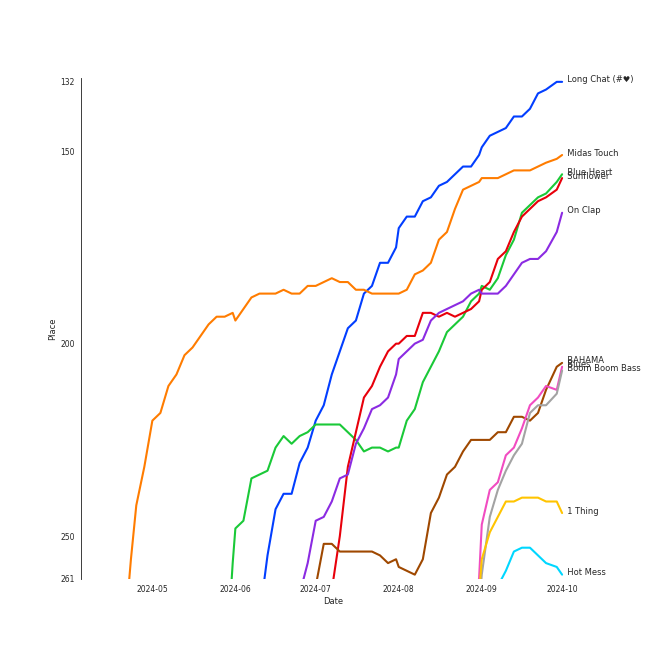 132
Long Chat (#♥)
150
Midas Touch
Blue Heart
Sunflower
On Clap
Place
200
BAHAMA
Boom Boom Bass
1 Thing
250
Hot Mess
261
2024-05
2024-06
2024-07
2024-08
2024-09
2024-10
Date